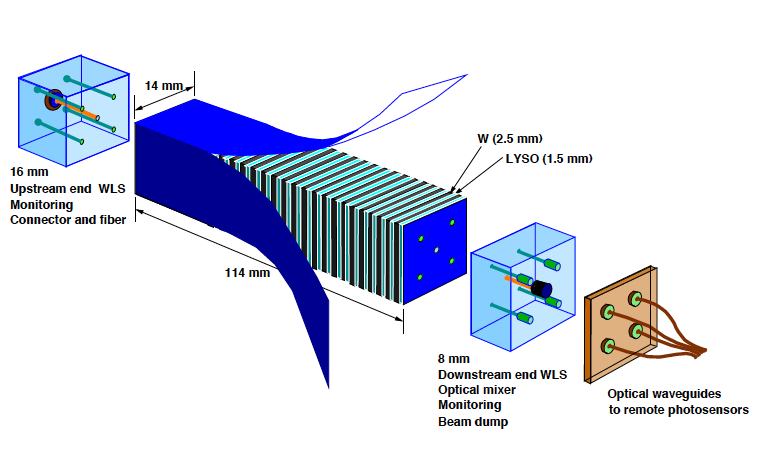 14 mm
W (2.5 mm)
LYSO (1.5 mm)
16 mm
Upstream end WLS
Monitoring
Connector and fiber
114 mm
8 mm
Downstream end WLS
Optical mixer
Monitoring
Beam dump
Optical waveguides
to remote photosensors